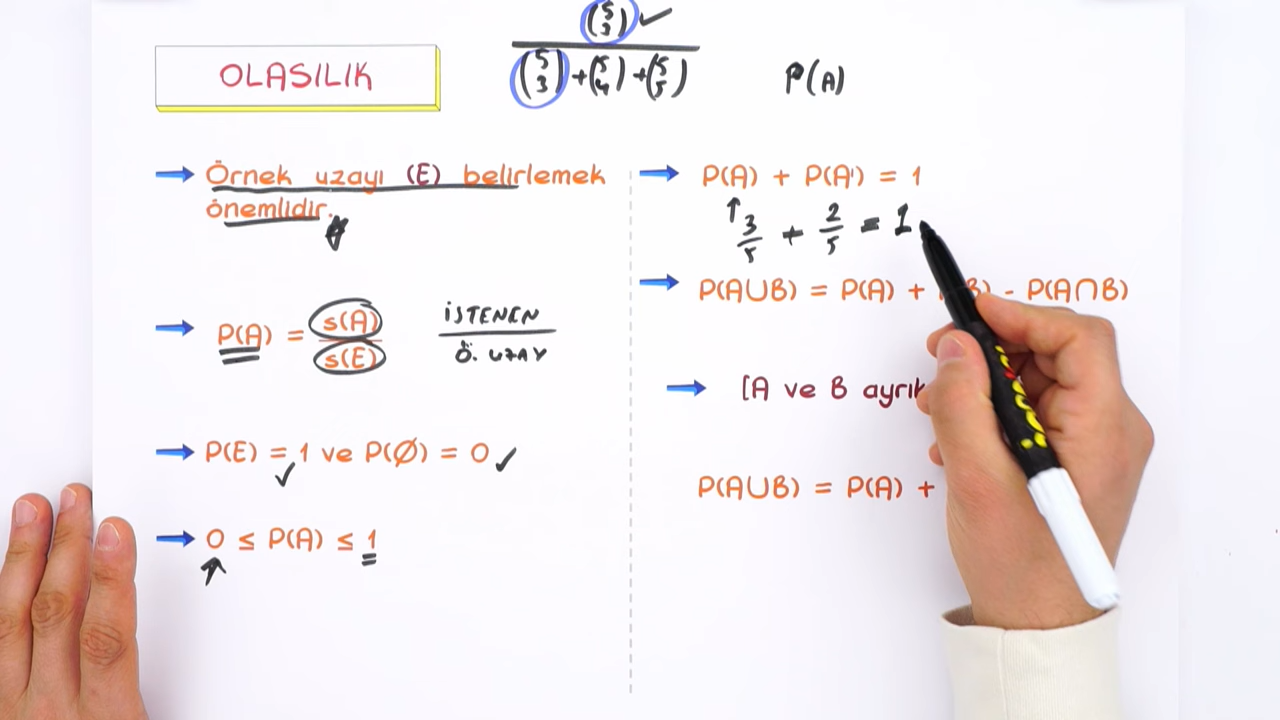 (5 3) ✓
(5 3) + (5 4) + (5 5)
P(A)
OLASILIK
→ Örnek uzayı (E) belirlemek
önemlidir.
→ P(A) = s(A) / s(E)
İSTENEN
Ö. UZAY
→ P(E) = 1 ve P(Ø) = 0 ✓
→ 0 ≤ P(A) ≤ 1
→ P(A) + P(A') = 1
3/5 + 2/5 = 1
→ P(A∪B) = P(A) + B) - P(A∩B)
→ [A ve B ayrık
P(A∪B) = P(A) +